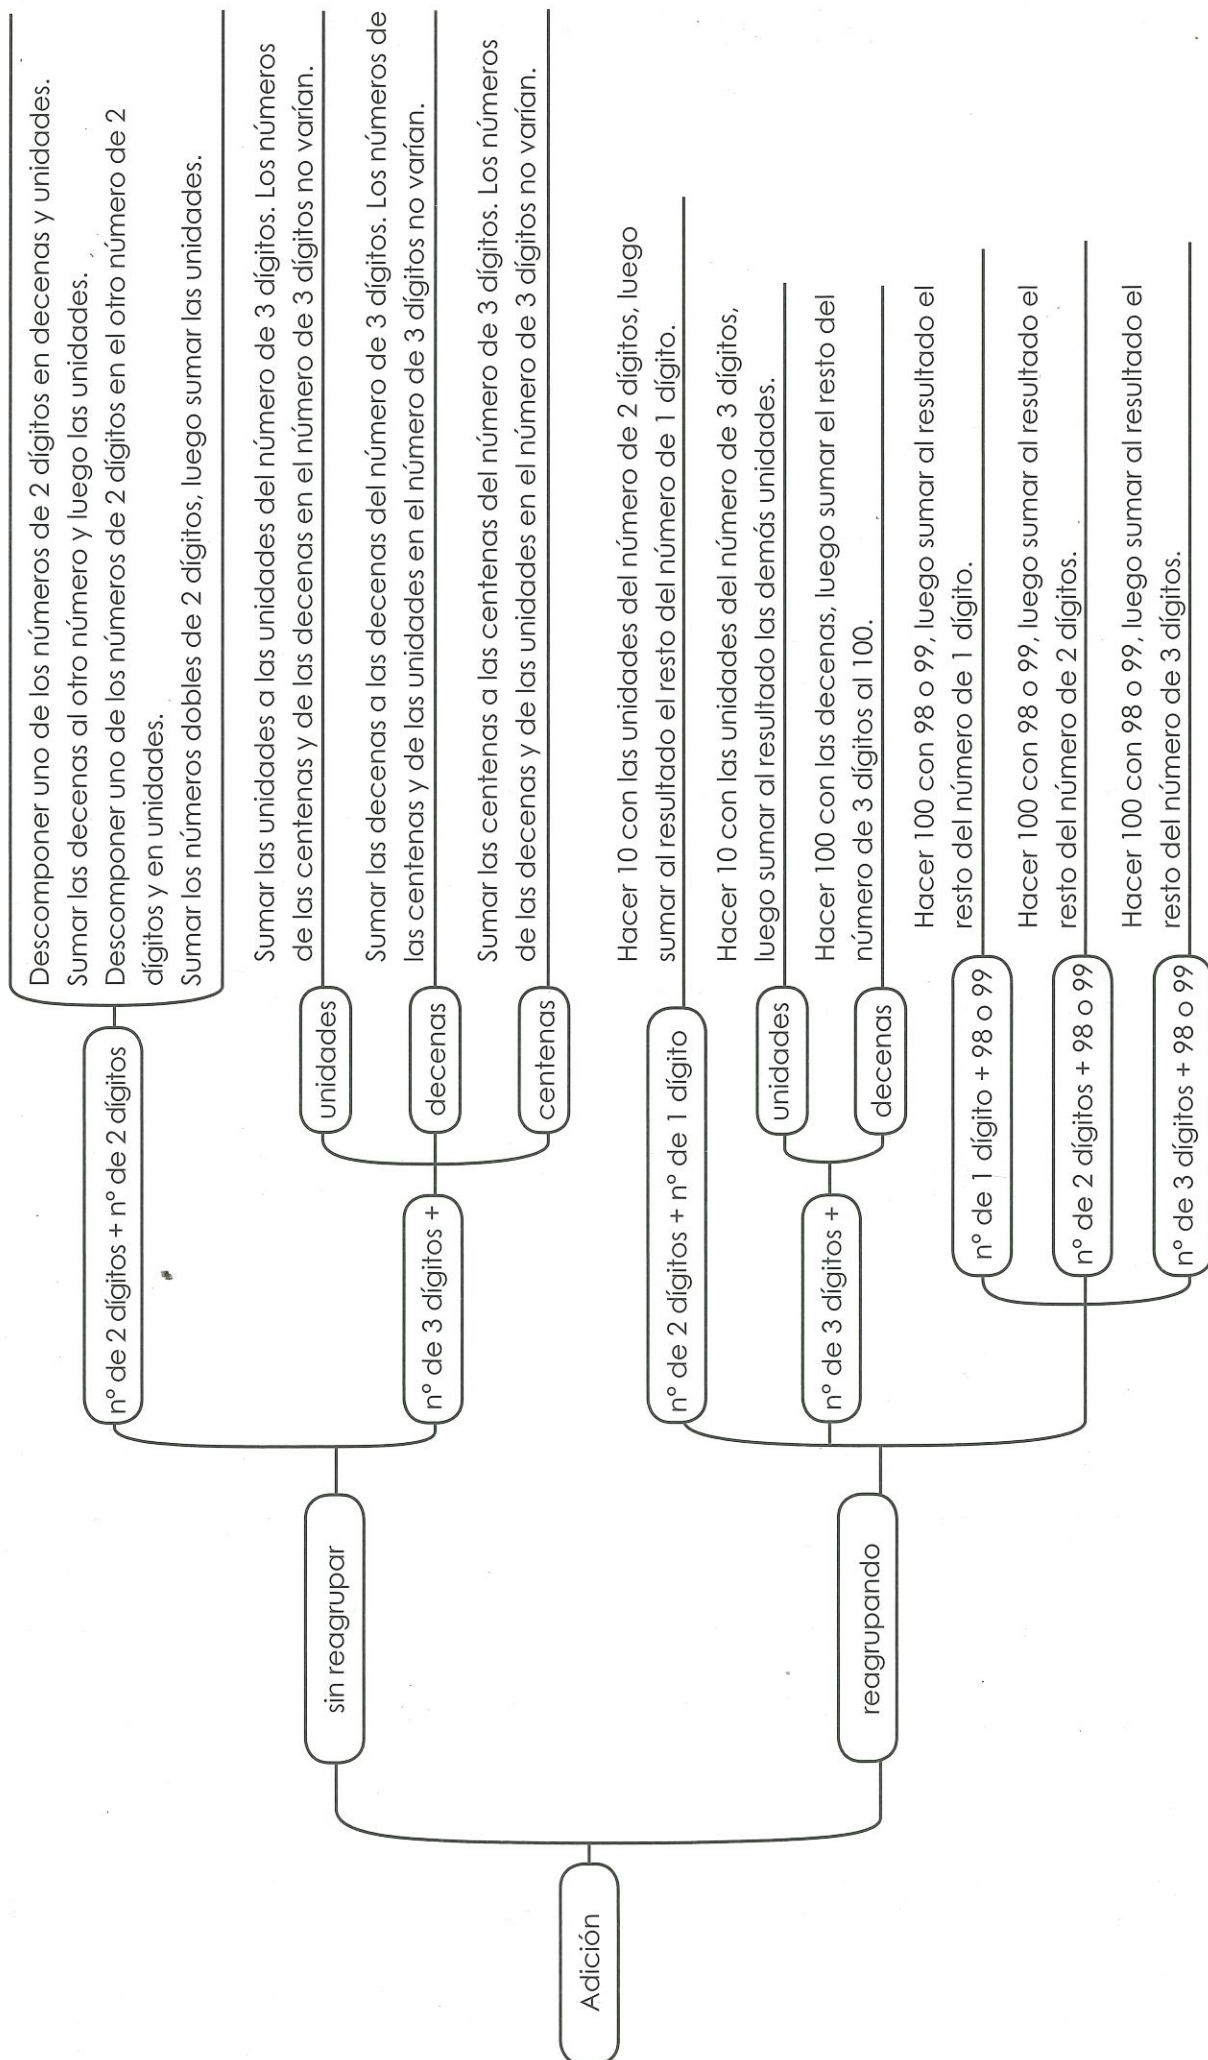 Adición
sin reagrupar
nº de 2 dígitos + nº de 2 dígitos
Descomponer uno de los números de 2 dígitos en decenas y unidades.
Sumar las decenas al otro número y luego las unidades.
Descomponer uno de los números de 2 dígitos en el otro número de 2
dígitos y en unidades.
Sumar los números dobles de 2 dígitos, luego sumar las unidades.
nº de 3 dígitos +
unidades
Sumar las unidades a las unidades del número de 3 dígitos. Los números
de las centenas y de las decenas en el número de 3 dígitos no varían.
decenas
Sumar las decenas a las decenas del número de 3 dígitos. Los números de
las centenas y de las unidades en el número de 3 dígitos no varían.
centenas
Sumar las centenas a las centenas del número de 3 dígitos. Los números
de las decenas y de las unidades en el número de 3 dígitos no varían.
reagrupando
nº de 2 dígitos + nº de 1 dígito
Hacer 10 con las unidades del número de 2 dígitos, luego
sumar al resultado el resto del número de 1 dígito.
nº de 3 dígitos +
unidades
Hacer 10 con las unidades del número de 3 dígitos,
luego sumar al resultado las demás unidades.
decenas
Hacer 100 con las decenas, luego sumar el resto del
número de 3 dígitos al 100.
nº de 1 dígito + 98 o 99
Hacer 100 con 98 o 99, luego sumar al resultado el
resto del número de 1 dígito.
nº de 2 dígitos + 98 o 99
Hacer 100 con 98 o 99, luego sumar al resultado el
resto del número de 2 dígitos.
nº de 3 dígitos + 98 o 99
Hacer 100 con 98 o 99, luego sumar al resultado el
resto del número de 3 dígitos.